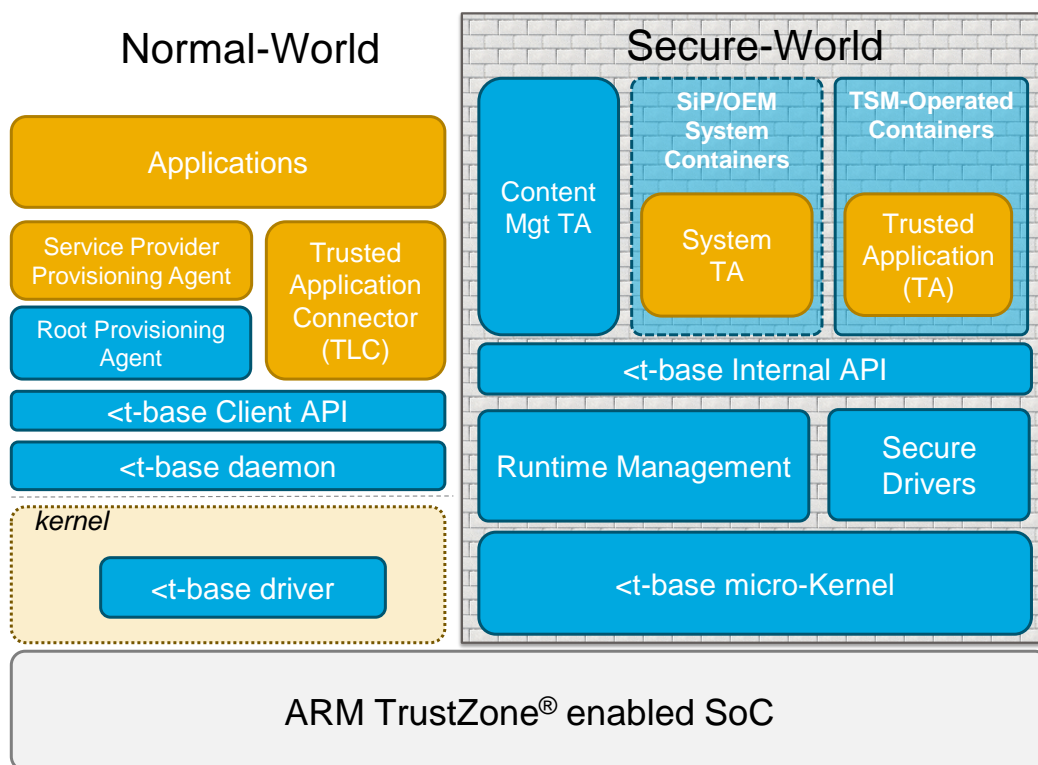 Normal-World
Applications
Service Provider
Provisioning Agent
Root Provisioning
Agent
Trusted
Application
Connector
(TLC)
<t-base Client API
<t-base daemon
kernel
<t-base driver
Secure-World
Content
Mgt TA
SiP/OEM
System
Containers
System
TA
TSM-Operated
Containers
Trusted
Application
(TA)
<t-base Internal API
Runtime Management
Secure
Drivers
<t-base micro-Kernel
ARM TrustZone® enabled SoC